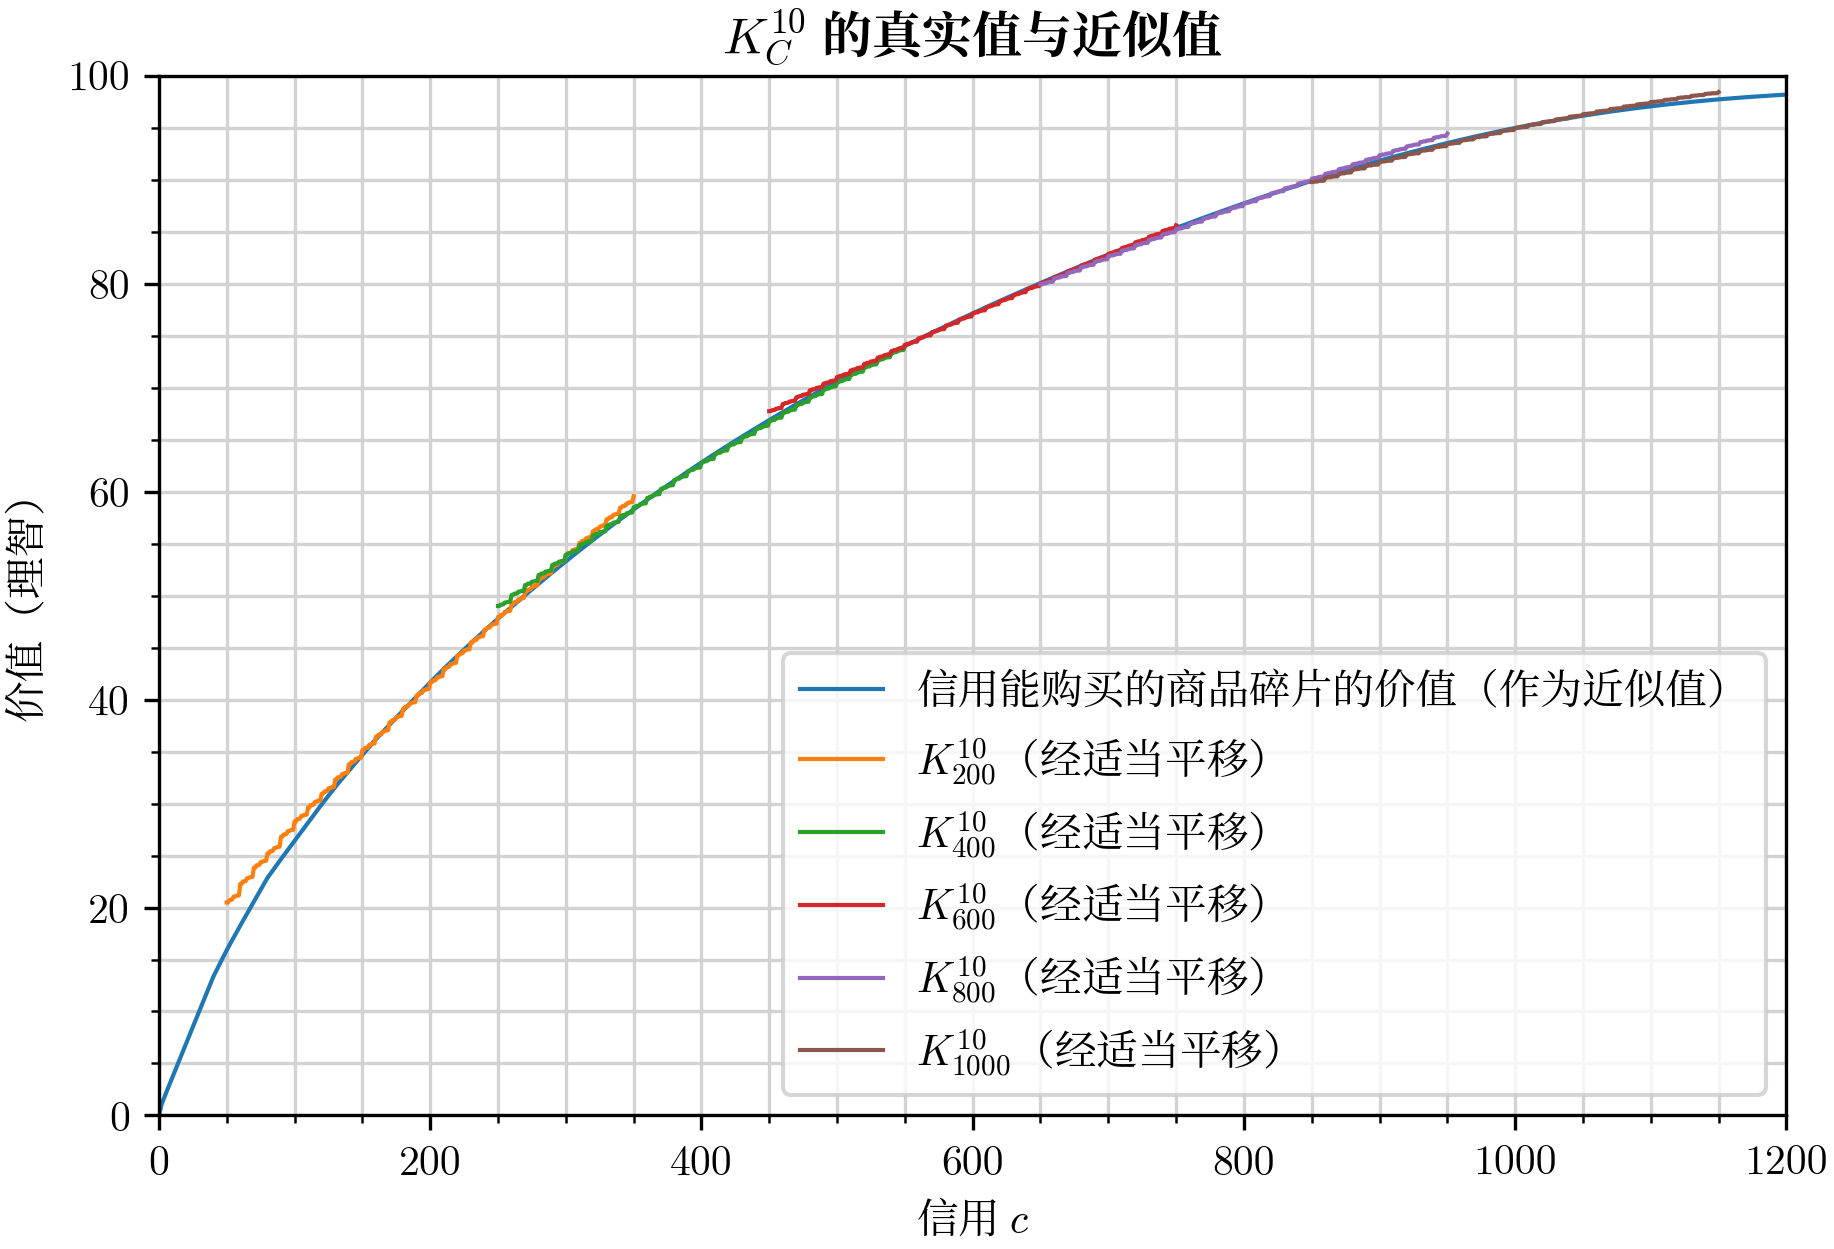 K_C^{10} 的真实值与近似值
100
80
60
40
20
0
价值（理智）
信用能购买的商品碎片的价值（作为近似值）
K_{200}^{10}（经适当平移）
K_{400}^{10}（经适当平移）
K_{600}^{10}（经适当平移）
K_{800}^{10}（经适当平移）
K_{1000}^{10}（经适当平移）
0 200 400 600 800 1000 1200
信用 c